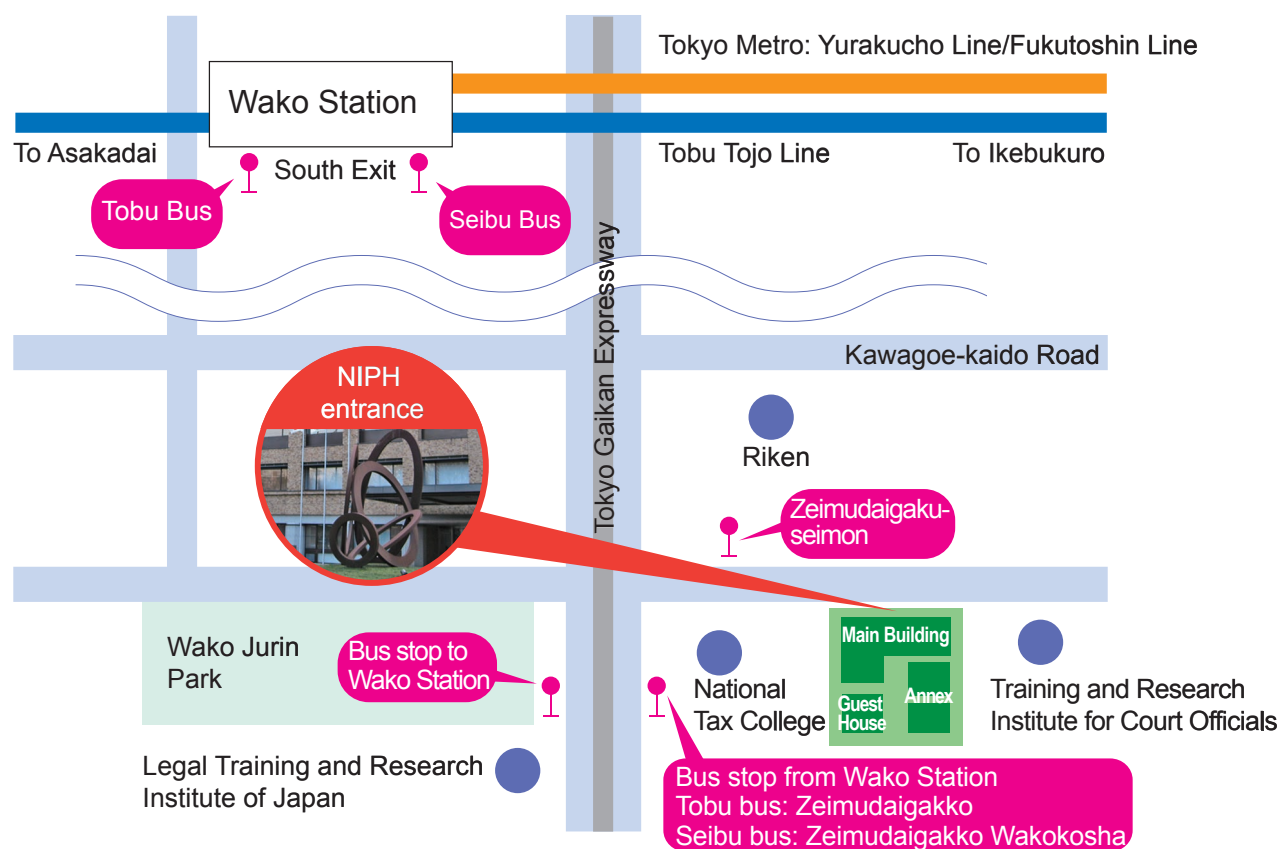 Tokyo Metro: Yurakucho Line/Fukutoshin Line
Wako Station
To Asakadai
South Exit
Tobu Tojo Line
To Ikebukuro
Tobu Bus
Seibu Bus
Tokyo Gaikan Expressway
Kawagoe-kaido Road
NIPH
entrance
Riken
Zeimudaigaku-
seimon
Wako Jurin
Park
Bus stop to
Wako Station
National
Tax College
Main Building
Annex
Guest
House
Training and Research
Institute for Court Officials
Legal Training and Research
Institute of Japan
Bus stop from Wako Station
Tobu bus: Zeimudaigakko
Seibu bus: Zeimudaigakko Wakokosha